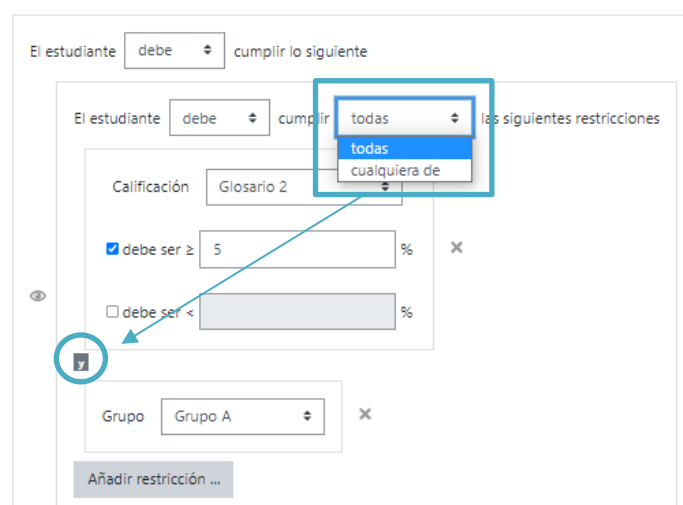 El estudiante debe cumplir lo siguiente
El estudiante debe cumplir todas las siguientes restricciones
todas
cualquiera de
Calificación Glosario 2
debe ser ≥ 5 %
debe ser < %
y
Grupo Grupo A
Añadir restricción ...